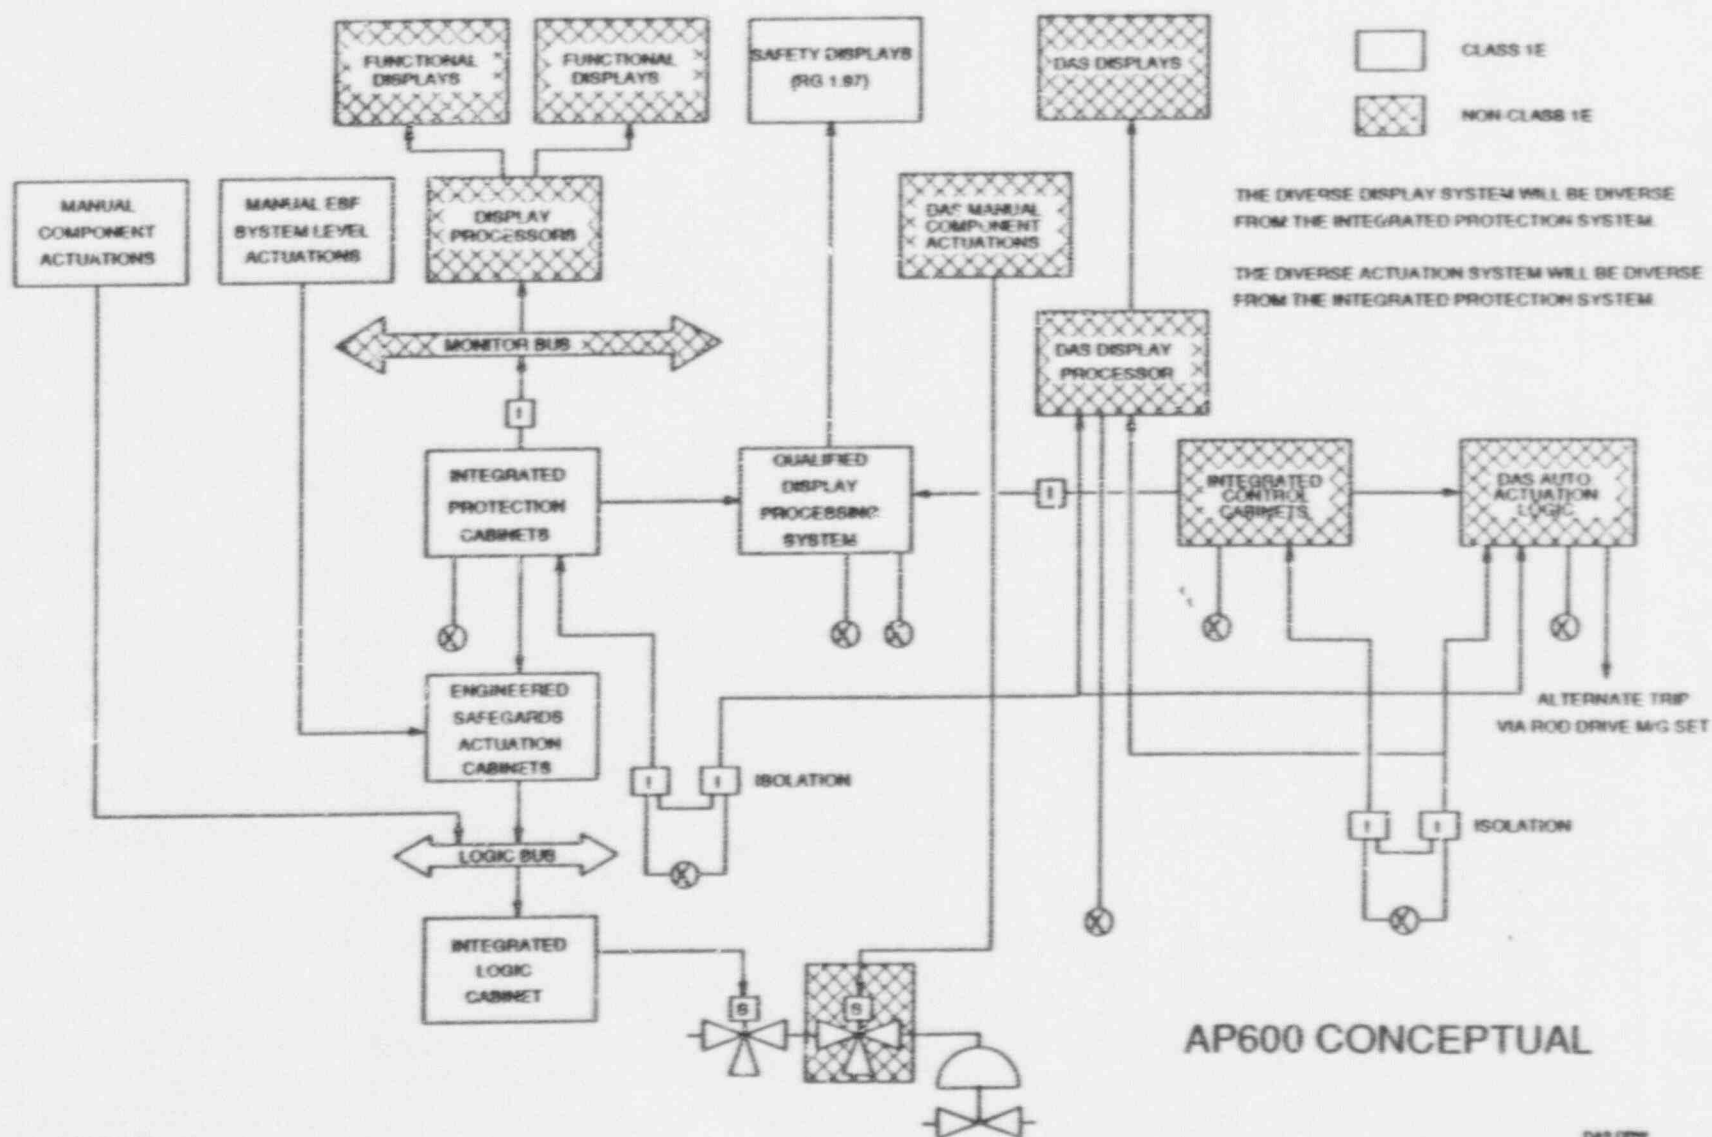 FUNCTIONAL
DISPLAYS
FUNCTIONAL
DISPLAYS
SAFETY DISPLAYS
(RG 1.97)
DAS DISPLAYS
CLASS 1E
NON-CLASS 1E
MANUAL
COMPONENT
ACTUATIONS
MANUAL ESF
SYSTEM LEVEL
ACTUATIONS
DISPLAY
PROCESSORS
DAS MANUAL
COMPONENT
ACTUATIONS
THE DIVERSE DISPLAY SYSTEM WILL BE DIVERSE
FROM THE INTEGRATED PROTECTION SYSTEM.
THE DIVERSE ACTUATION SYSTEM WILL BE DIVERSE
FROM THE INTEGRATED PROTECTION SYSTEM.
MONITOR BUS
DAS DISPLAY
PROCESSOR
I
INTEGRATED
PROTECTION
CABINETS
QUALIFIED
DISPLAY
PROCESSING
SYSTEM
I
INTEGRATED
CONTROL
CABINETS
DAS AUTO
ACTUATION
LOGIC
ENGINEERED
SAFEGARDS
ACTUATION
CABINETS
ALTERNATE TRIP
VIA ROD DRIVE M/G SET
I
I
ISOLATION
I
I
ISOLATION
LOGIC BUS
INTEGRATED
LOGIC
CABINET
S
S
AP600 CONCEPTUAL